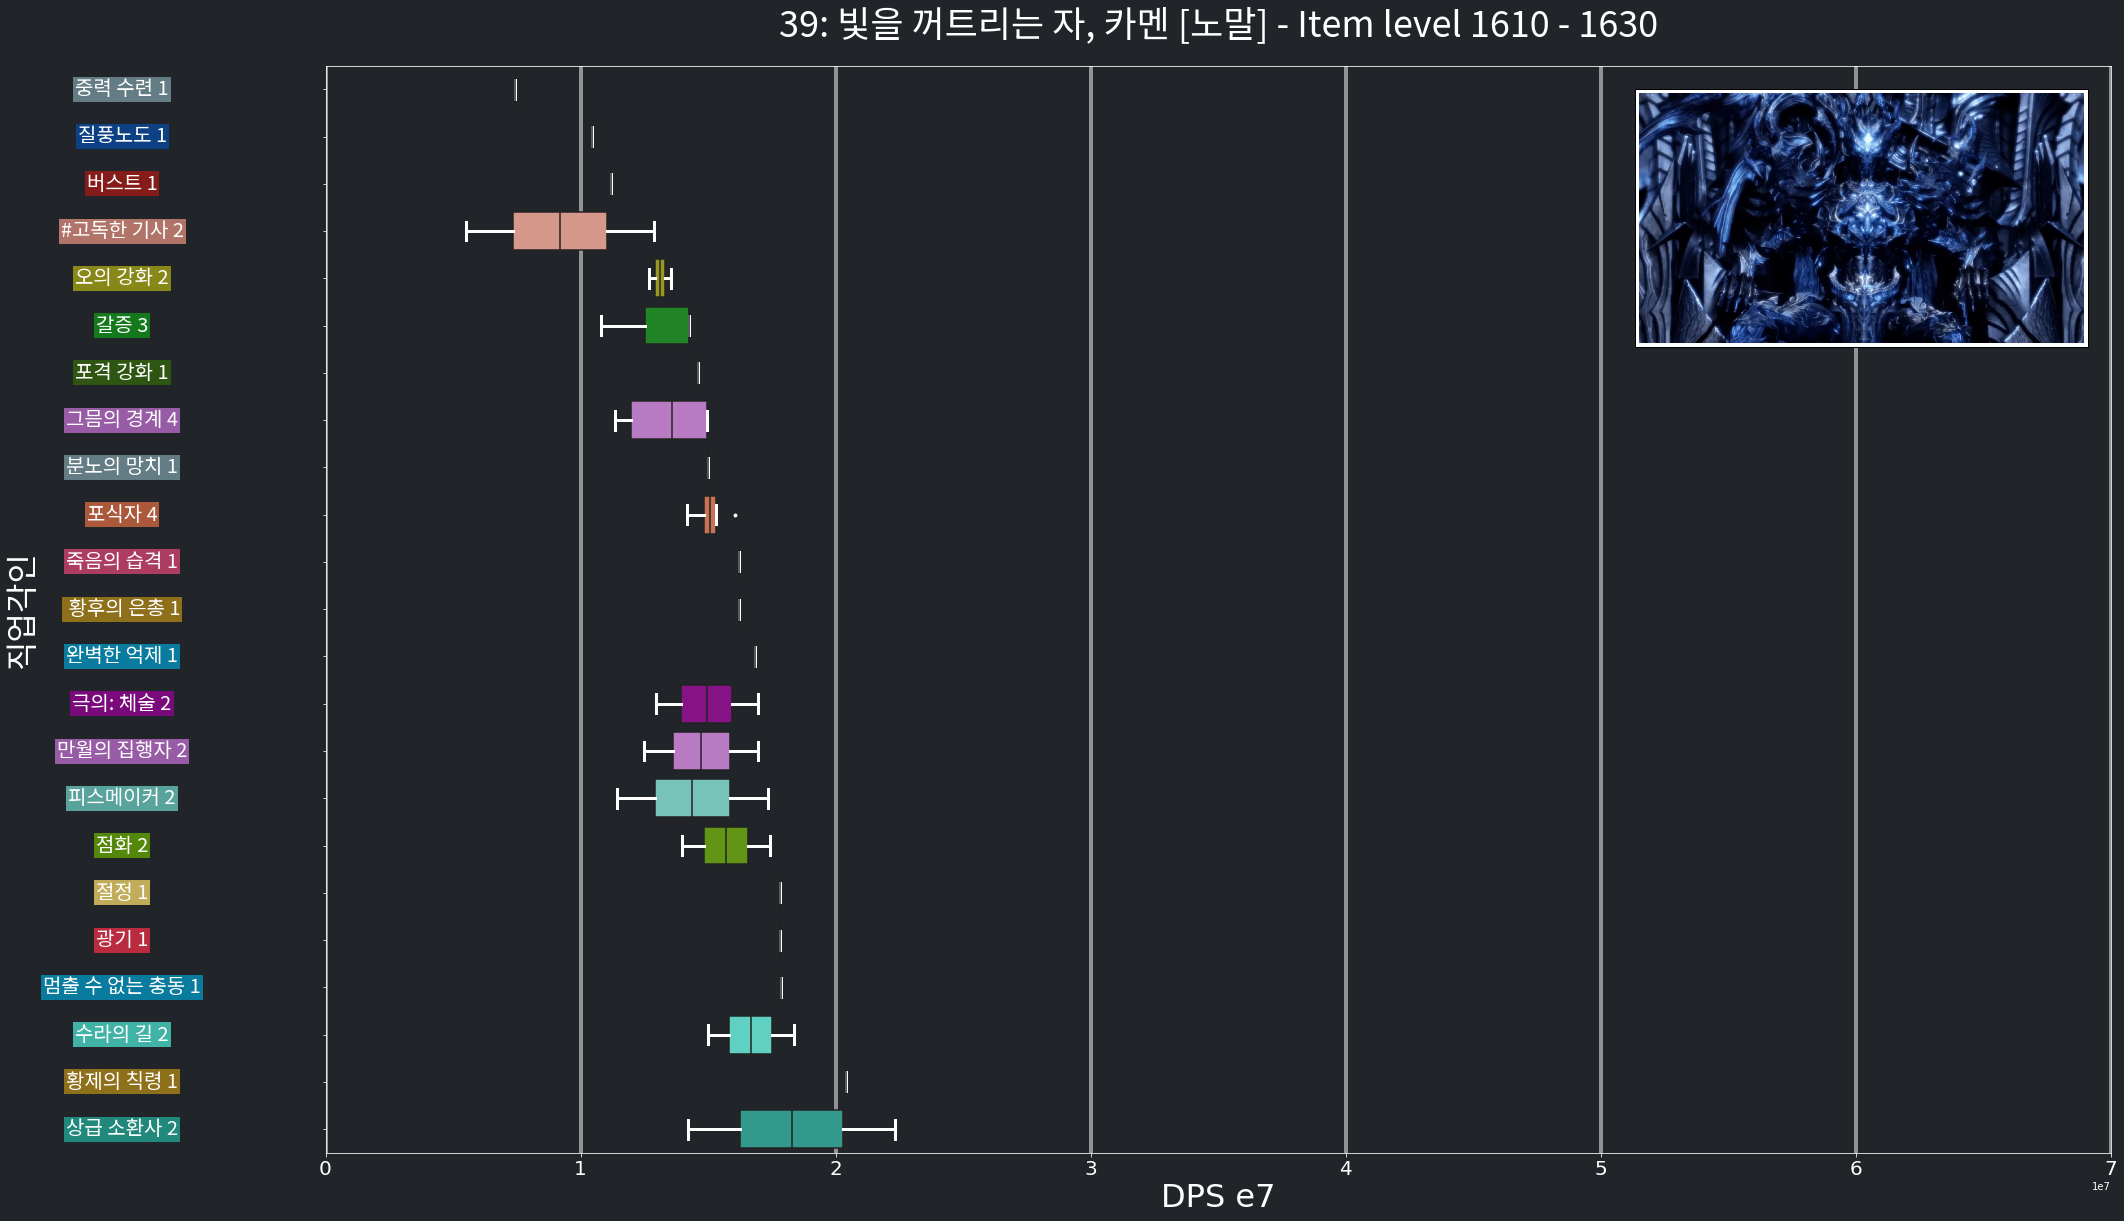 39: 빛을 꺼트리는 자, 카멘 [노말] - Item level 1610 - 1630
중력 수련 1
질풍노도 1
버스트 1
#고독한 기사 2
오의 강화 2
갈증 3
포격 강화 1
그믐의 경계 4
분노의 망치 1
포식자 4
죽음의 습격 1
황후의 은총 1
완벽한 억제 1
극의: 체술 2
만월의 집행자 2
피스메이커 2
점화 2
절정 1
광기 1
멈출 수 없는 충동 1
수라의 길 2
황제의 칙령 1
상급 소환사 2
직업각인
0 1 2 3 4 5 6 7
1e7
DPS e7